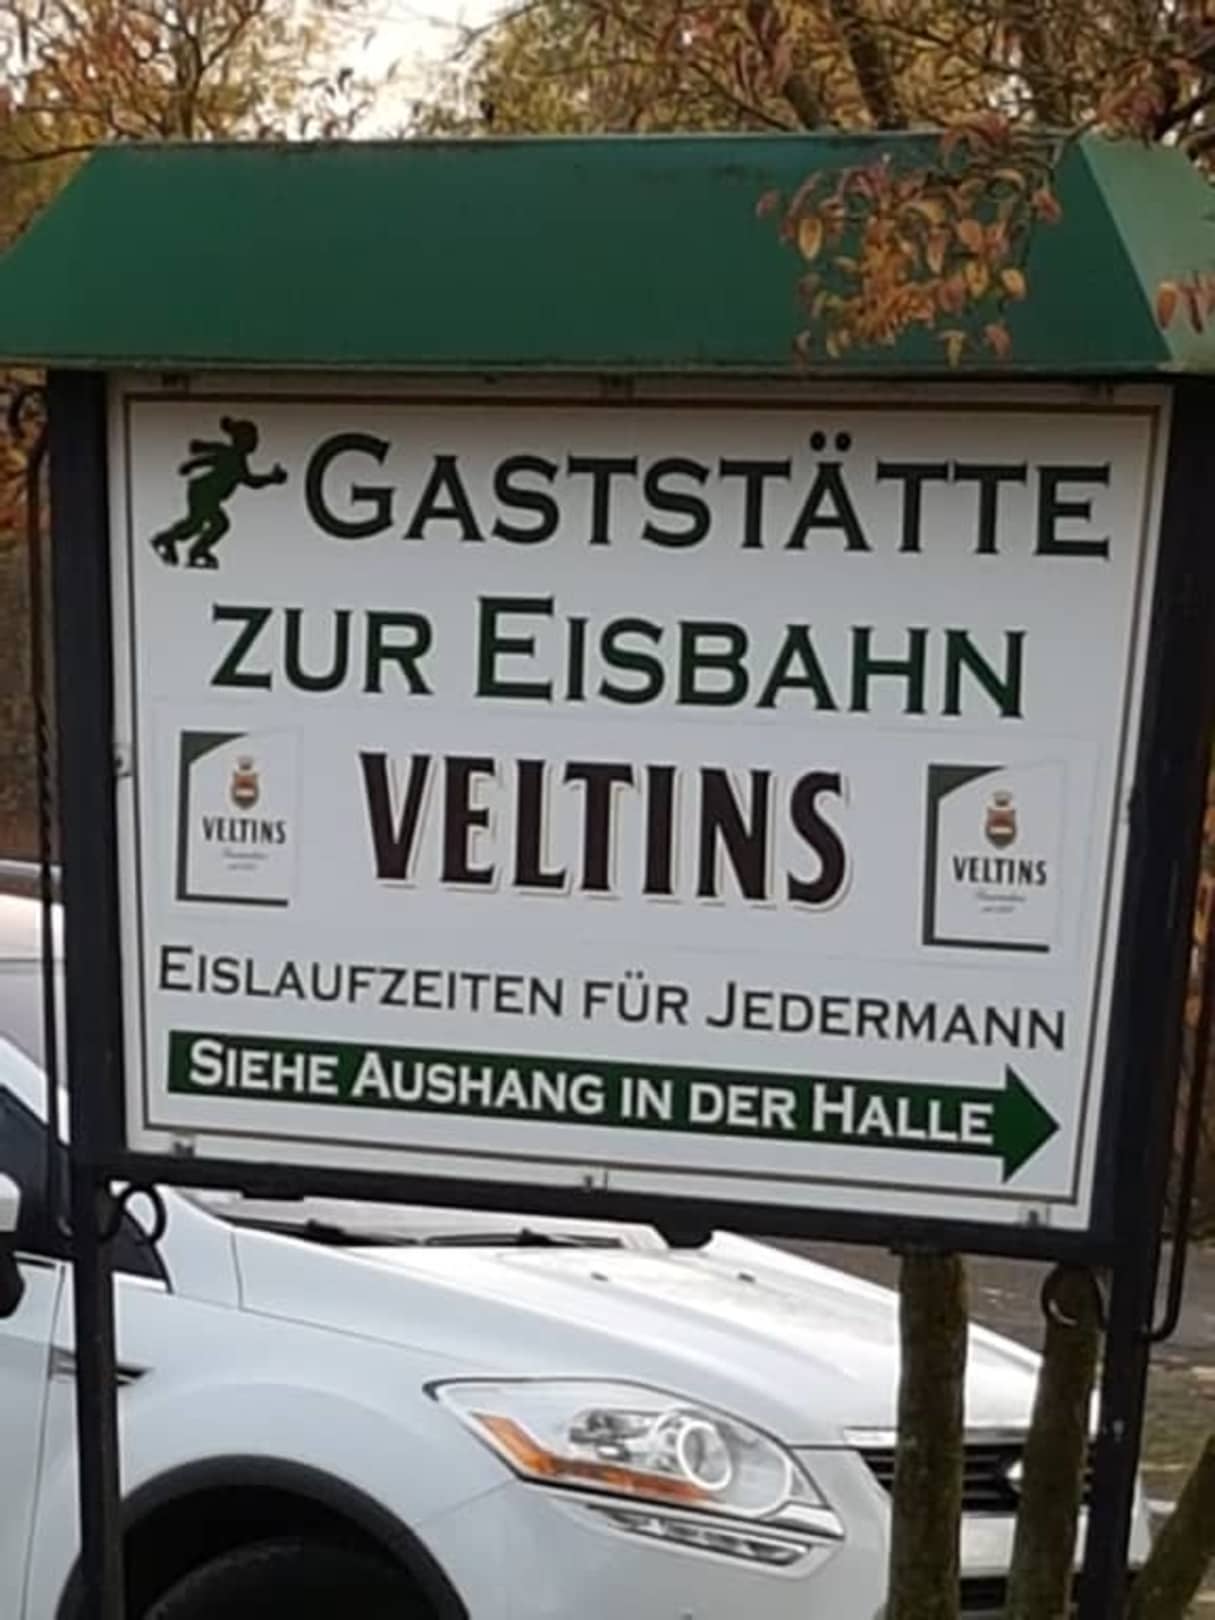 GASTSTÄTTE
ZUR EISBAHN
VELTINS
VELTINS
VELTINS
EISLAUFZEITEN FÜR JEDERMANN
SIEHE AUSHANG IN DER HALLE